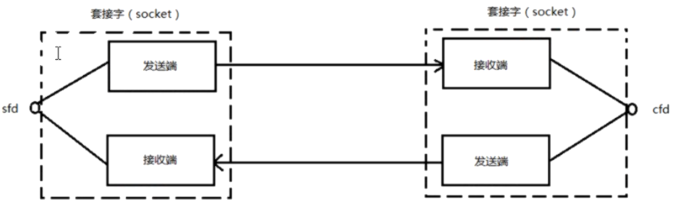 套接字（socket）
套接字（socket）
发送端
接收端
sfd
cfd
接收端
发送端